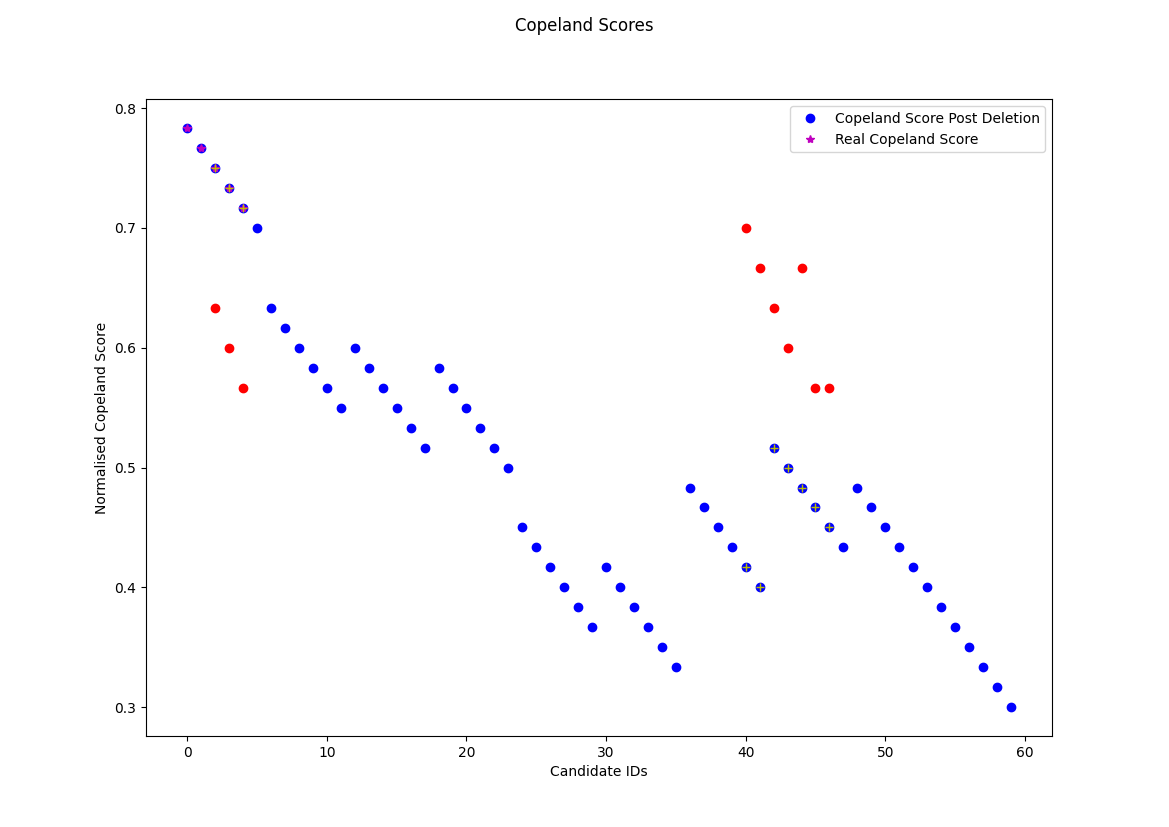 Copeland Scores
Copeland Score Post Deletion
Real Copeland Score
Normalised Copeland Score
0.8
0.7
0.6
0.5
0.4
0.3
0 10 20 30 40 50 60
Candidate IDs